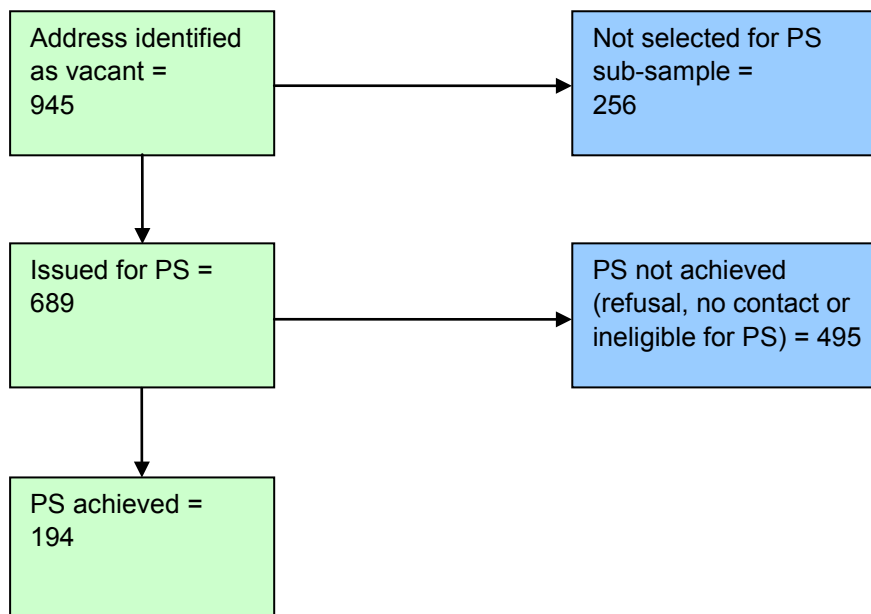 Address identified
as vacant =
945
Not selected for PS
sub-sample =
256
Issued for PS =
689
PS not achieved
(refusal, no contact or
ineligible for PS) = 495
PS achieved =
194